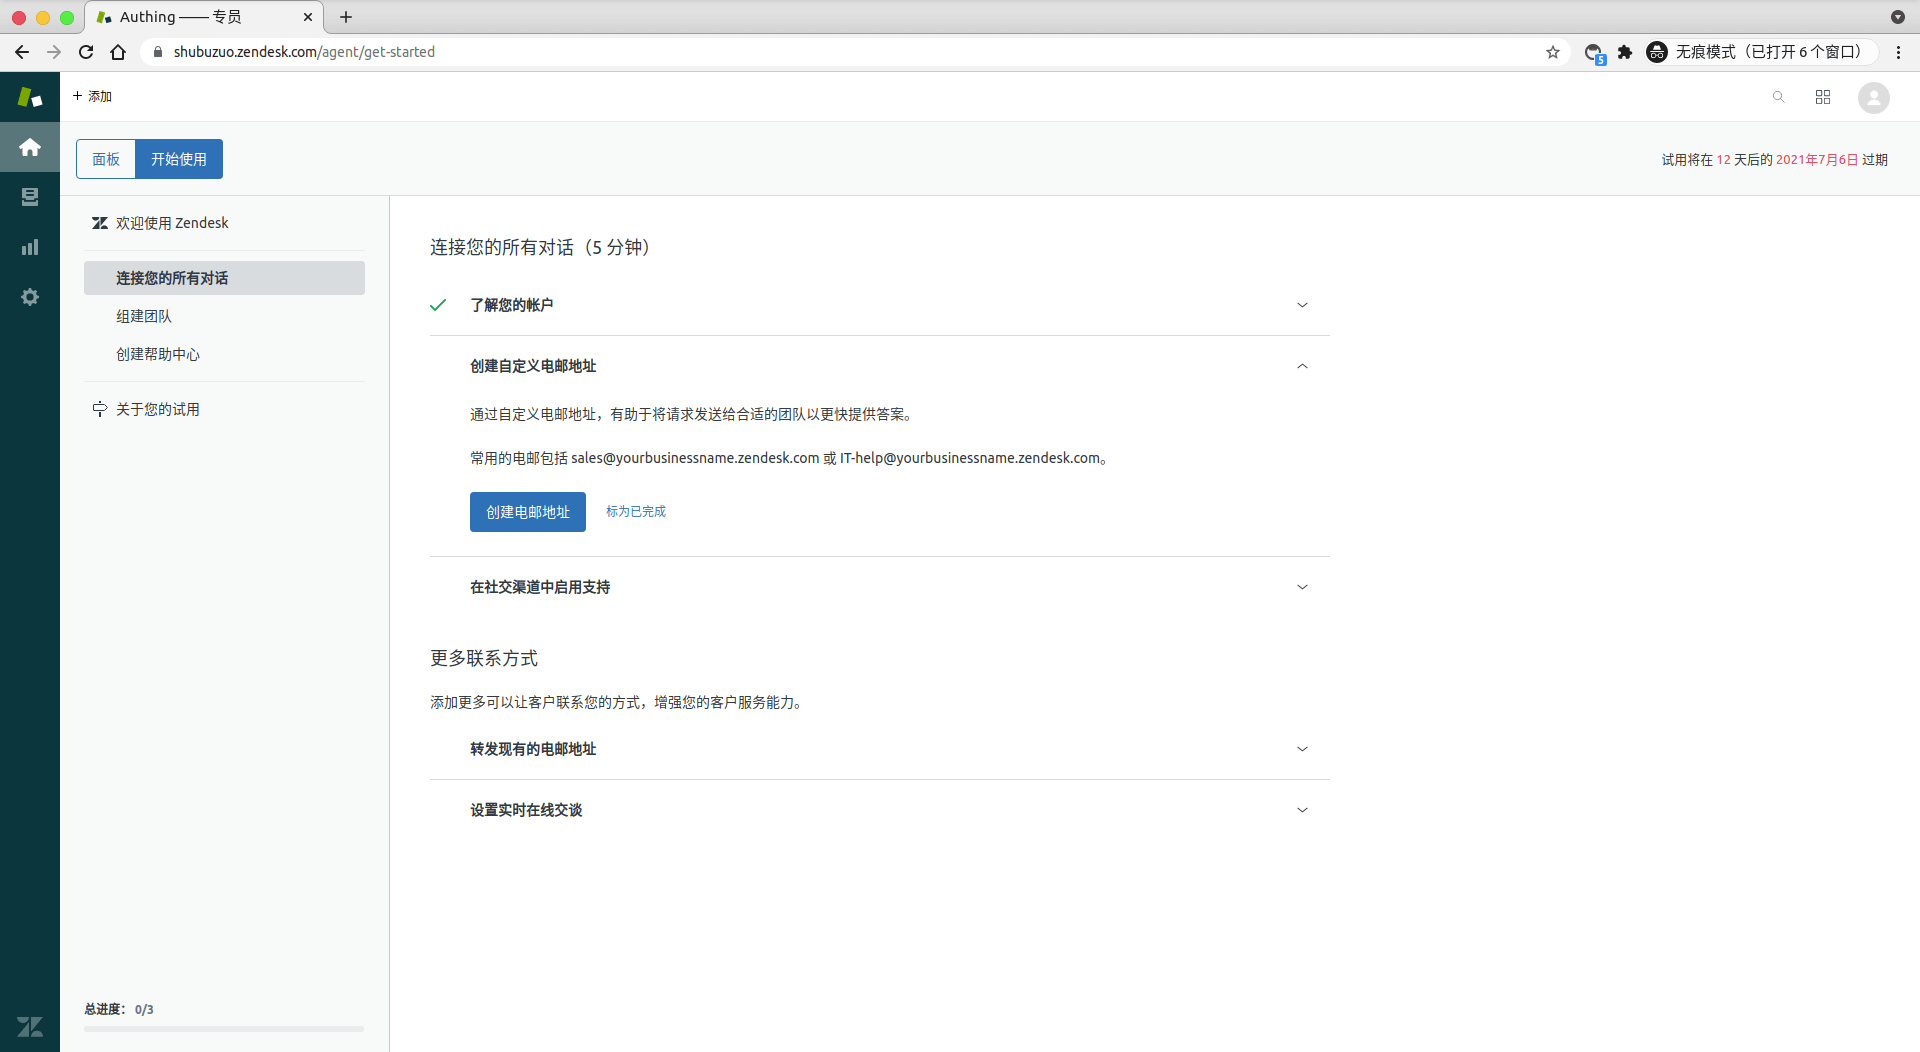 Authing —— 专员
shubuzuo.zendesk.com/agent/get-started
5
无痕模式（已打开 6 个窗口）
+ 添加
面板
开始使用
试用将在 12 天后的 2021年7月6日 过期
欢迎使用 Zendesk
连接您的所有对话
组建团队
创建帮助中心
关于您的试用
总进度： 0/3
连接您的所有对话（5 分钟）
了解您的帐户
创建自定义电邮地址
通过自定义电邮地址，有助于将请求发送给合适的团队以更快提供答案。
常用的电邮包括 sales@yourbusinessname.zendesk.com 或 IT-help@yourbusinessname.zendesk.com。
创建电邮地址
标为已完成
在社交渠道中启用支持
更多联系方式
添加更多可以让客户联系您的方式，增强您的客户服务能力。
转发现有的电邮地址
设置实时在线交谈